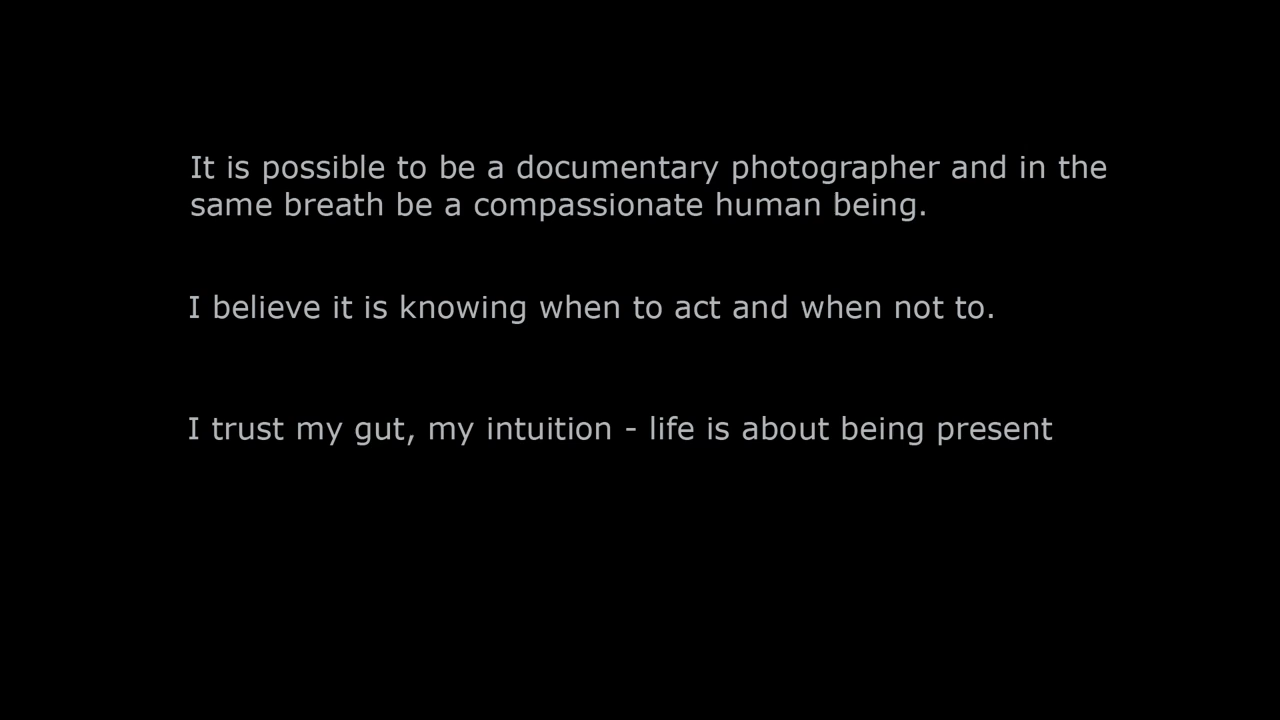 It is possible to be a documentary photographer and in the
same breath be a compassionate human being.
I believe it is knowing when to act and when not to.
I trust my gut, my intuition - life is about being present